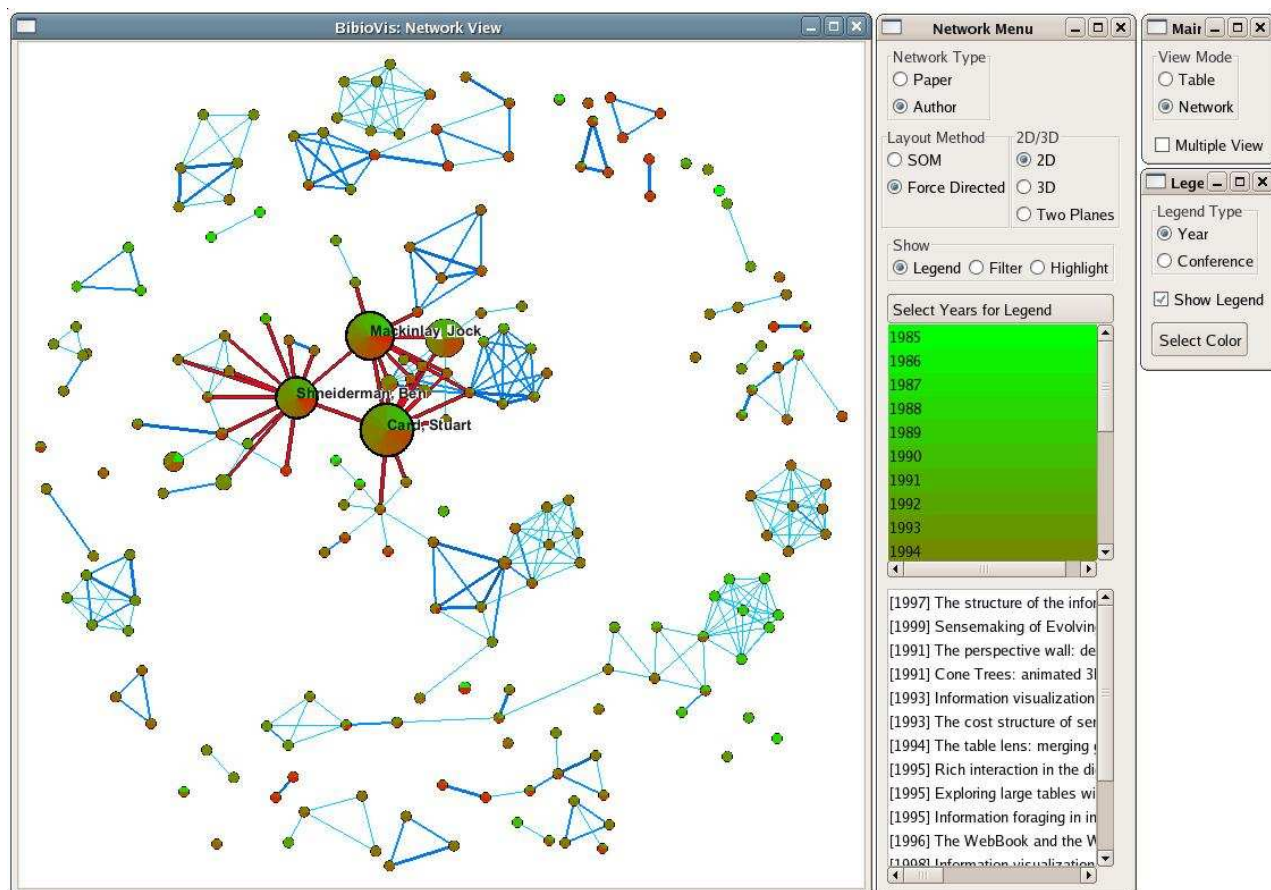 BibioVis: Network View
Mackinlay, Jock
Shneiderman, Ben
Card, Stuart
Network Menu
Network Type
Paper
Author
Layout Method
SOM
Force Directed
2D/3D
2D
3D
Two Planes
Show
Legend
Filter
Highlight
Select Years for Legend
1985
1986
1987
1988
1989
1990
1991
1992
1993
1994
[1997] The structure of the infor
[1999] Sensemaking of Evolvin
[1991] The perspective wall: de
[1991] Cone Trees: animated 3
[1993] Information visualization
[1993] The cost structure of ser
[1994] The table lens: merging
[1995] Rich interaction in the di
[1995] Exploring large tables wi
[1995] Information foraging in in
[1996] The WebBook and the W
[1998] Information visualization
Mair
View Mode
Table
Network
Multiple View
Lege
Legend Type
Year
Conference
Show Legend
Select Color